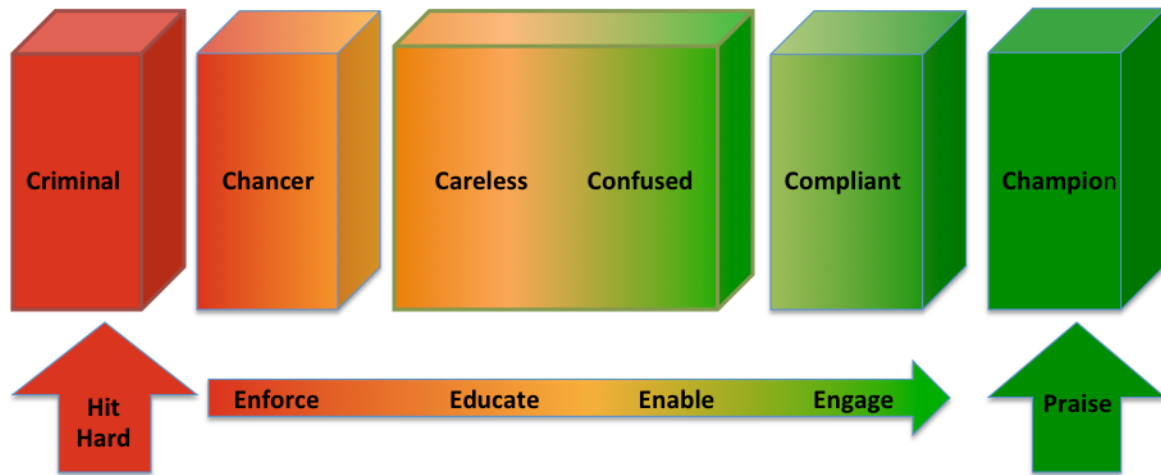 Criminal
Chancer
Careless
Confused
Compliant
Champion
Hit
Hard
Enforce
Educate
Enable
Engage
Praise